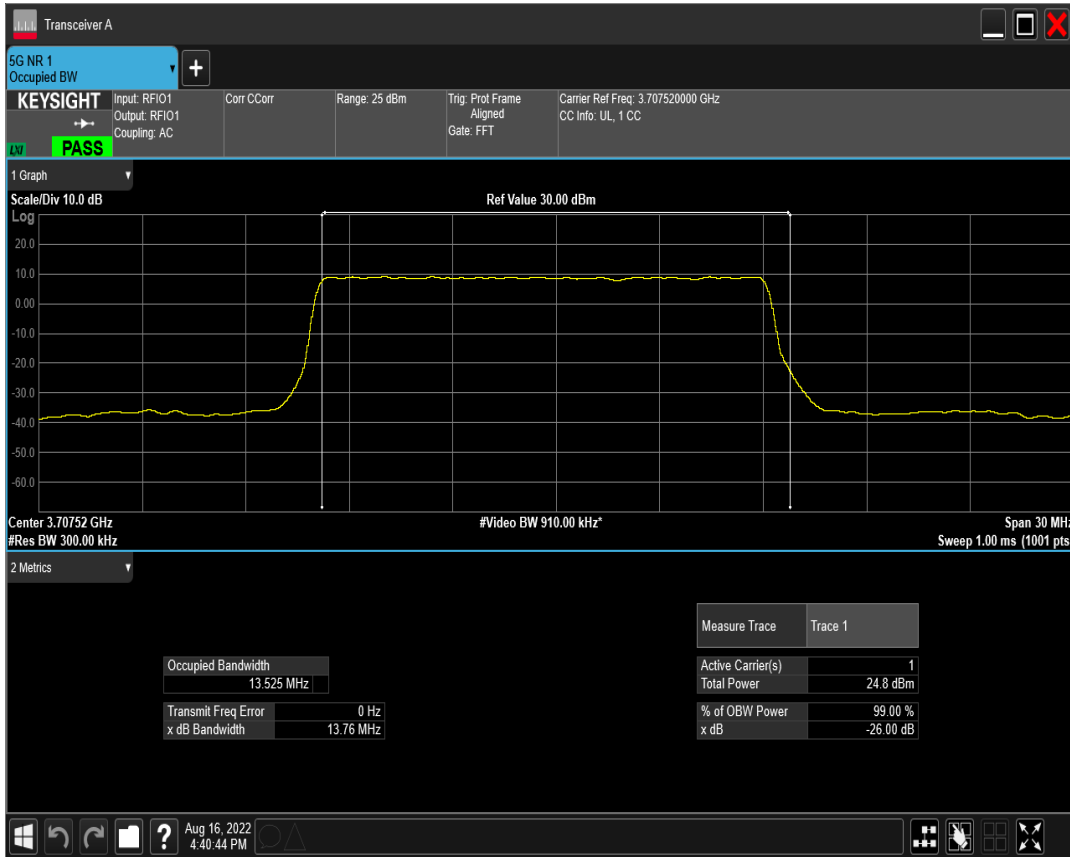 Transceiver A
5G NR 1
Occupied BW
+
KEYSIGHT
LXI
PASS
Input: RFIO1
Output: RFIO1
Coupling: AC
Corr CCorr
Range: 25 dBm
Trig: Prot Frame
Aligned
Gate: FFT
Carrier Ref Freq: 3.707520000 GHz
CC Info: UL, 1 CC
1 Graph
Scale/Div 10.0 dB
Ref Value 30.00 dBm
Log
20.0
10.0
0.00
-10.0
-20.0
-30.0
-40.0
-50.0
-60.0
Center 3.70752 GHz
#Video BW 910.00 kHz*
Span 30 MHz
#Res BW 300.00 kHz
Sweep 1.00 ms (1001 pts
2 Metrics
Measure Trace Trace 1
Occupied Bandwidth
13.525 MHz
Active Carrier(s) 1
Total Power 24.8 dBm
Transmit Freq Error 0 Hz
x dB Bandwidth 13.76 MHz
% of OBW Power 99.00 %
x dB -26.00 dB
?
Aug 16, 2022
4:40:44 PM